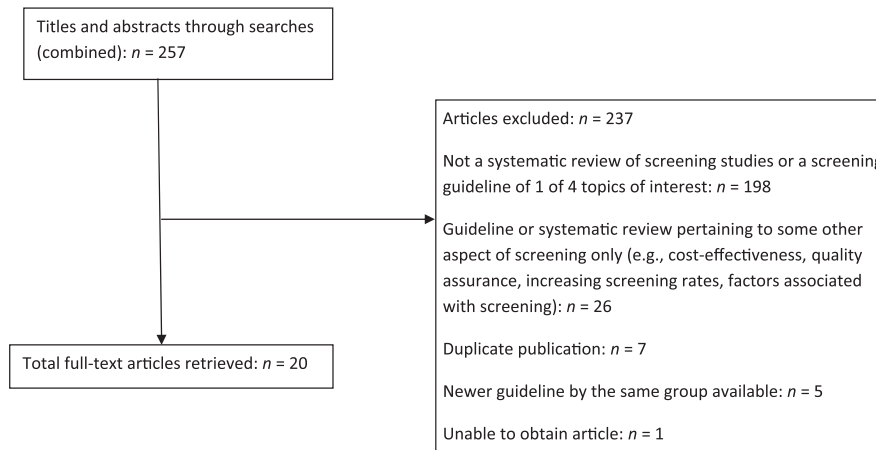 Titles and abstracts through searches
(combined): n = 257
Articles excluded: n = 237
Not a systematic review of screening studies or a screening
guideline of 1 of 4 topics of interest: n = 198
Guideline or systematic review pertaining to some other
aspect of screening only (e.g., cost-effectiveness, quality
assurance, increasing screening rates, factors associated
with screening): n = 26
Total full-text articles retrieved: n = 20
Duplicate publication: n = 7
Newer guideline by the same group available: n = 5
Unable to obtain article: n = 1